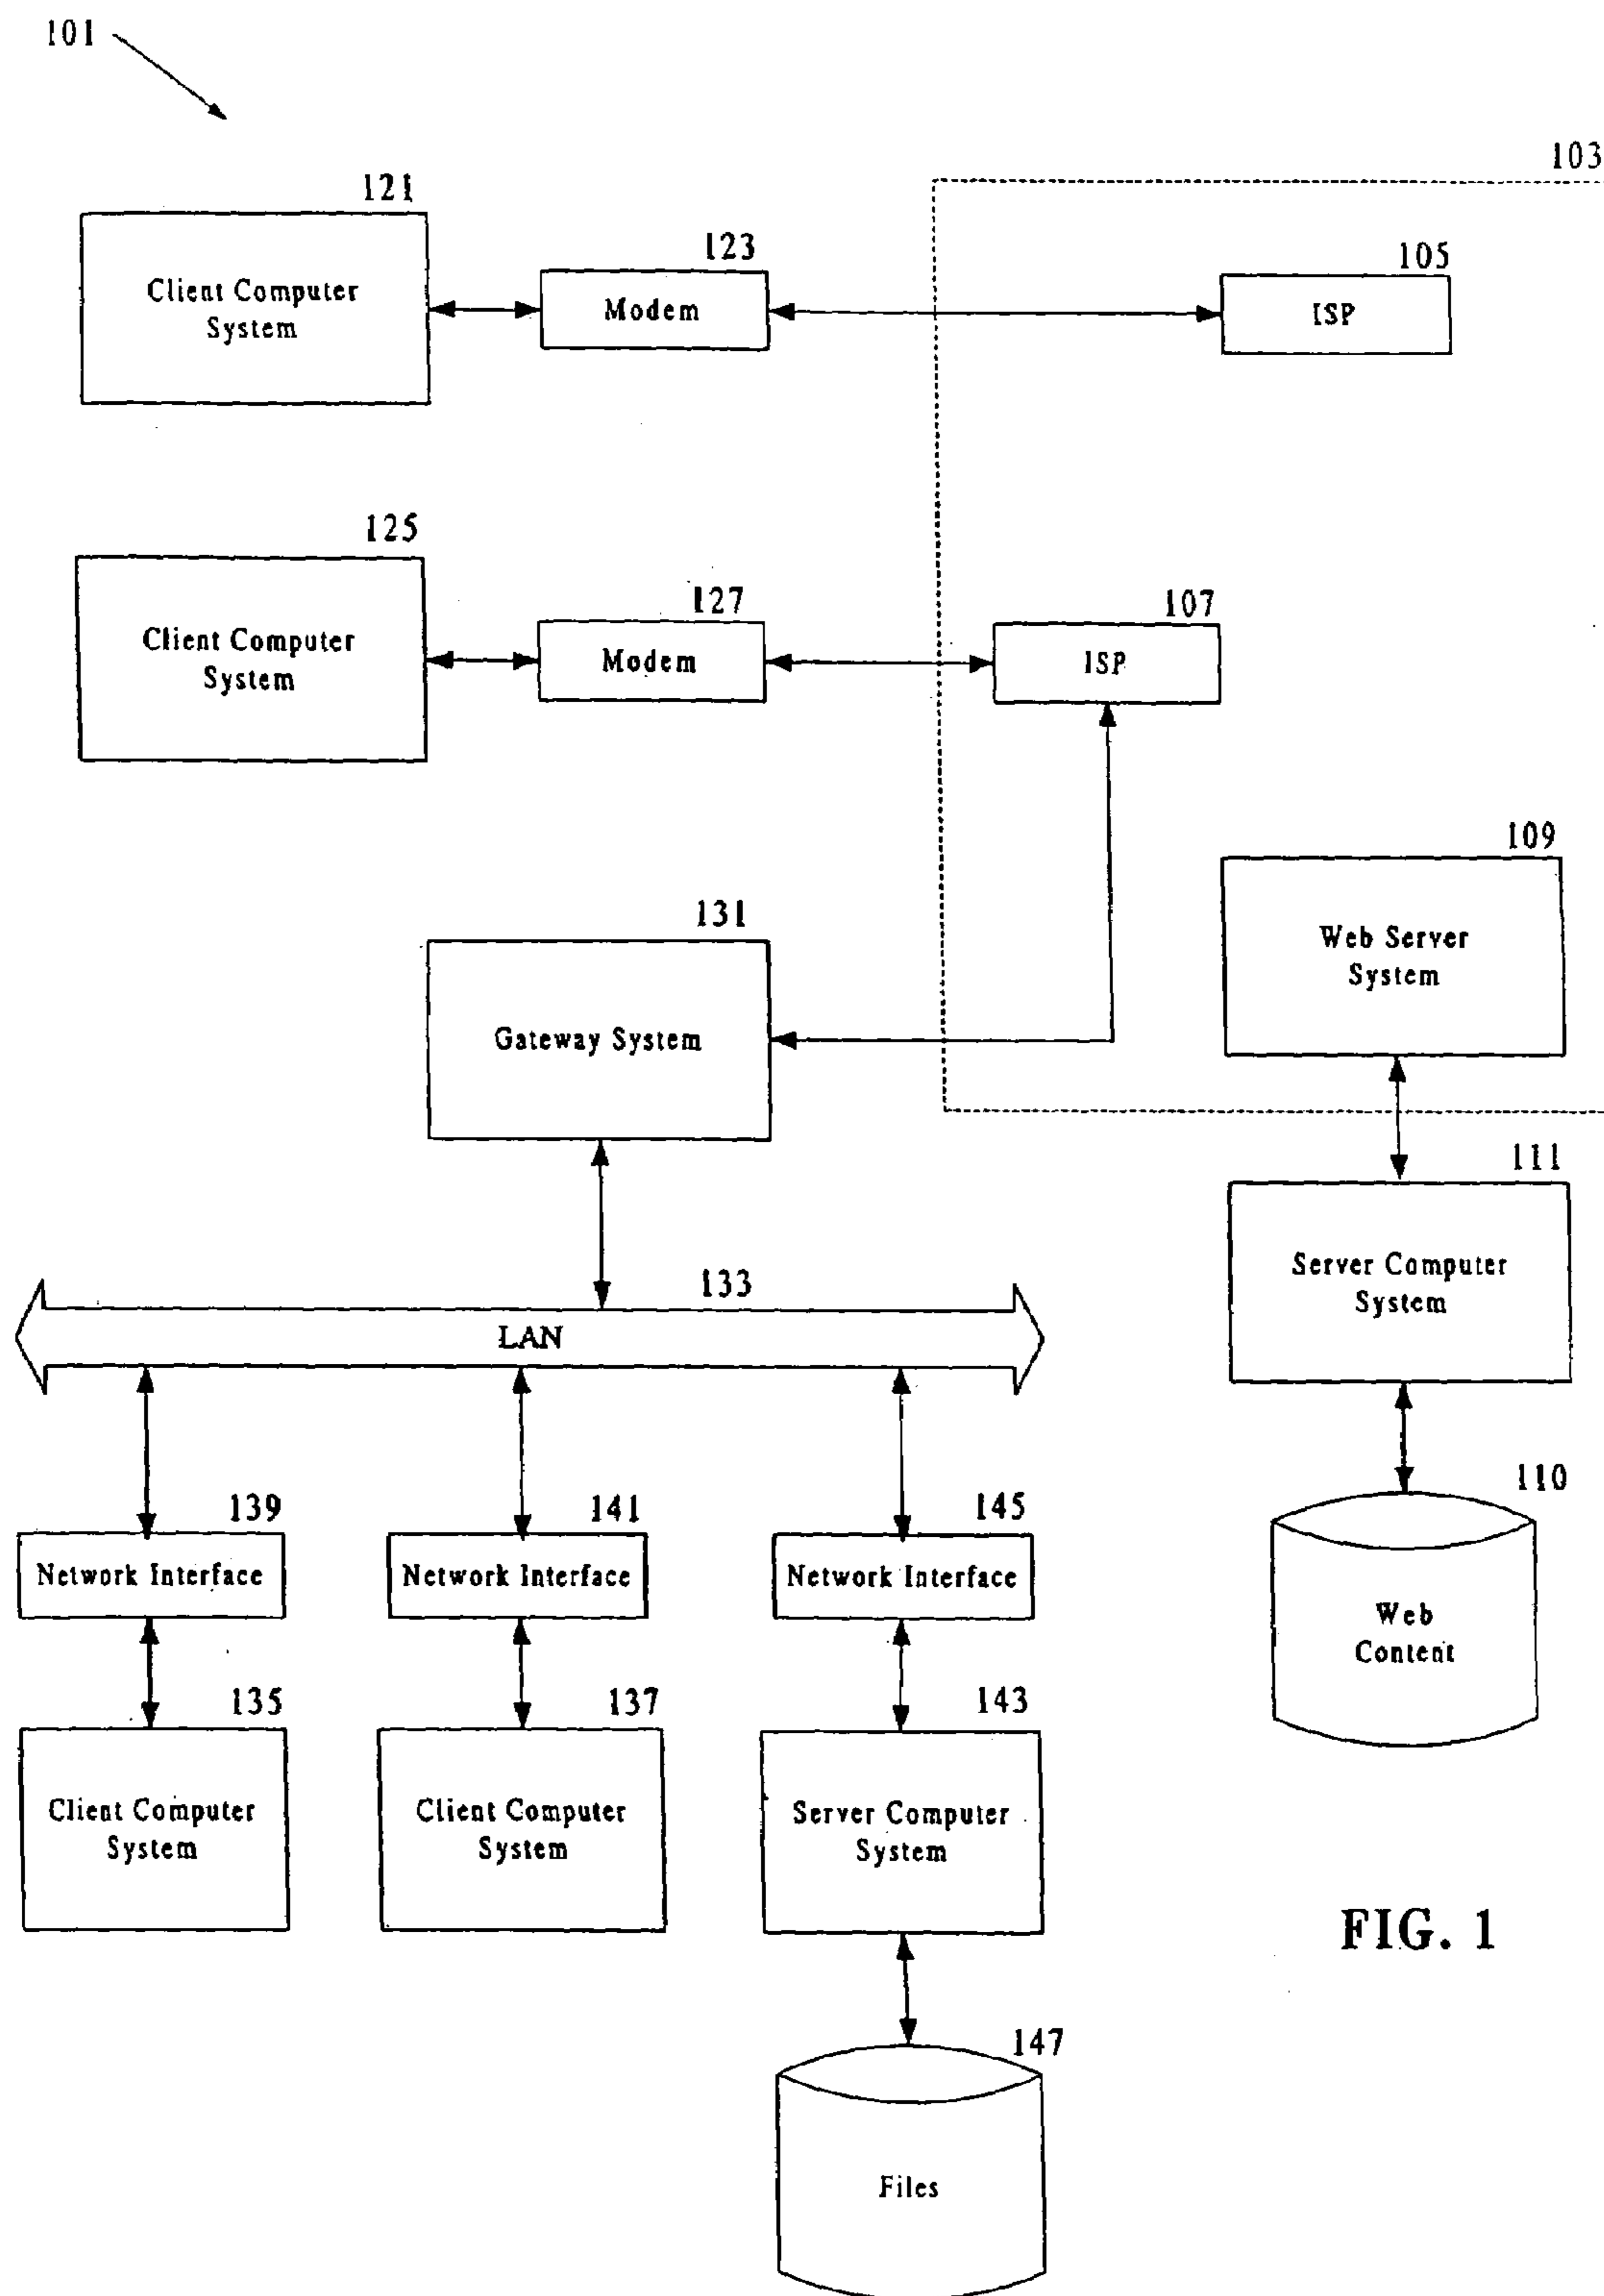 101
103
121
Client Computer
System
123
Modem
105
ISP
125
Client Computer
System
127
Modem
107
ISP
109
Web Server
System
131
Gateway System
111
Server Computer
System
133
LAN
110
Web
Content
139
Network Interface
141
Network Interface
145
Network Interface
135
Client Computer
System
137
Client Computer
System
143
Server Computer
System
FIG. 1
147
Files